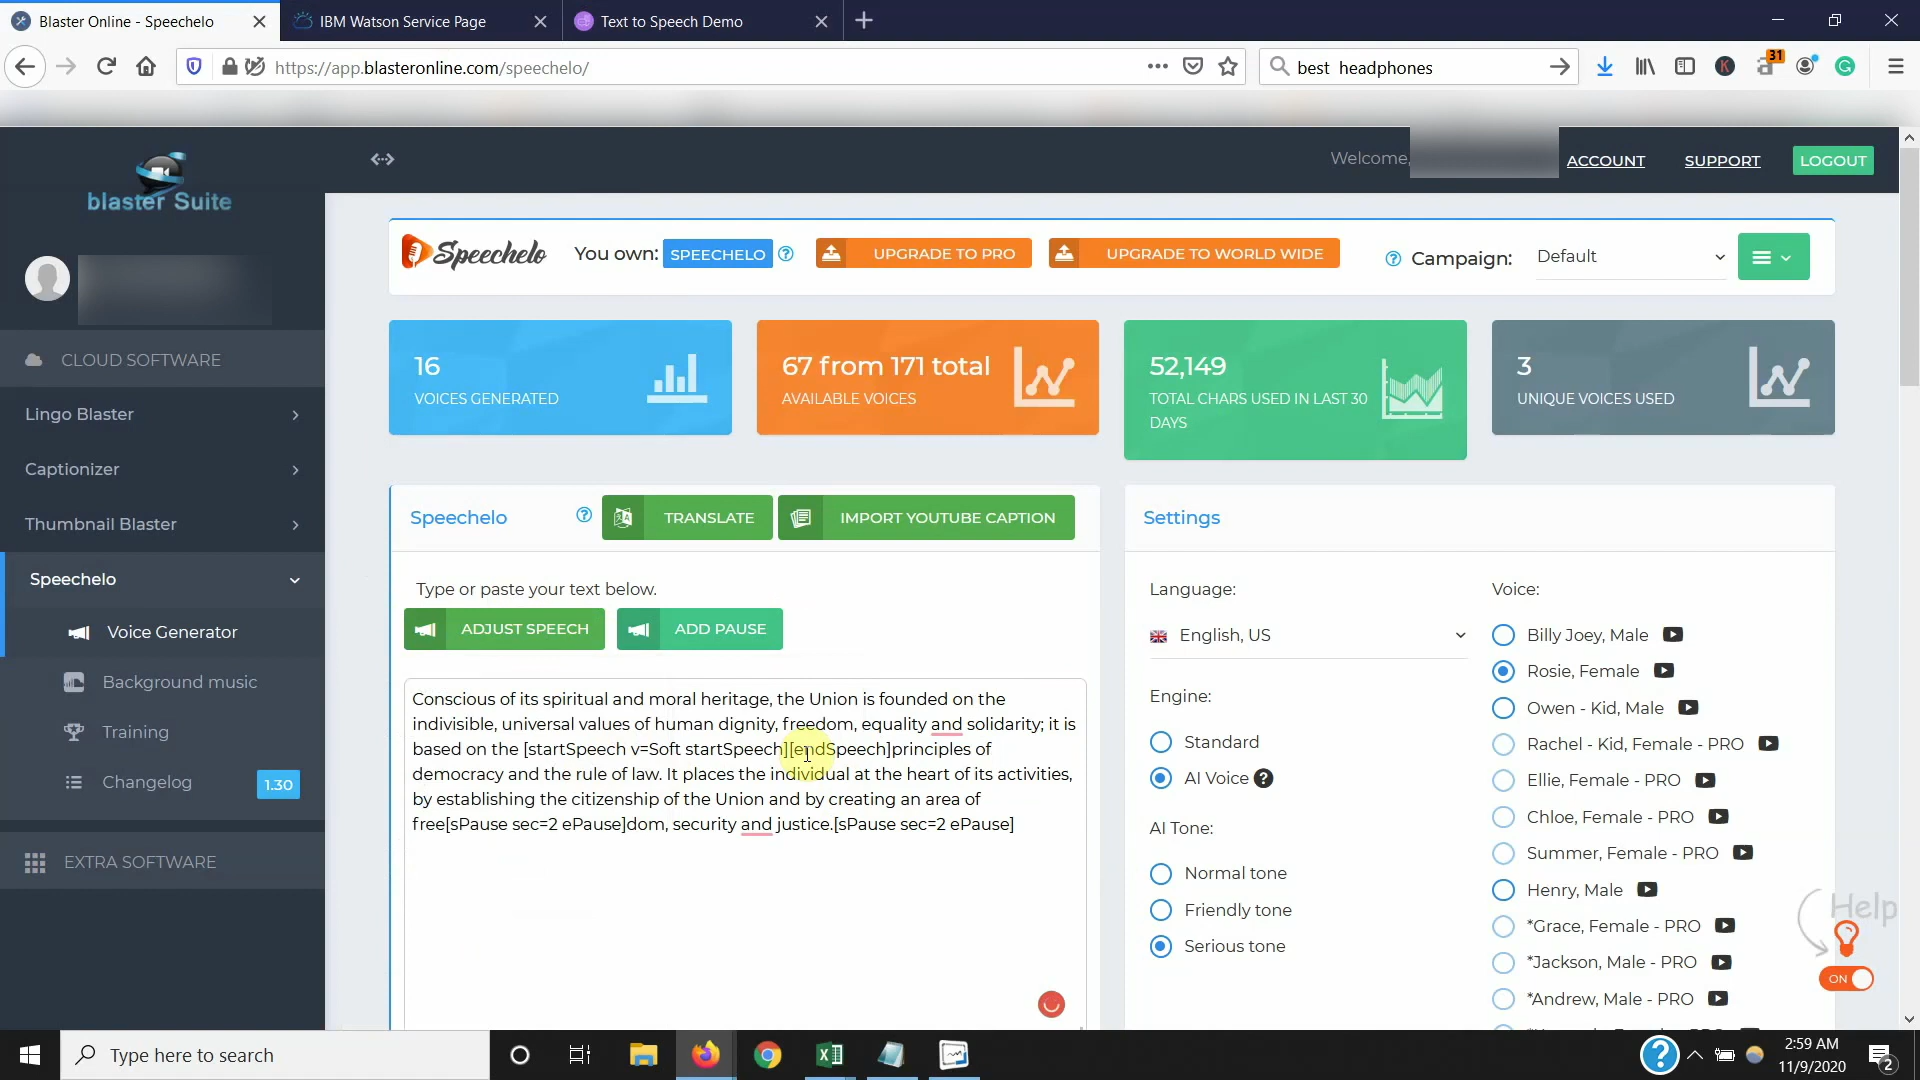 Blaster Online - Speechelo
IBM Watson Service Page
Text to Speech Demo
https://app.blasteronline.com/speechelo/
best headphones
31
blaster Suite
Welcome,
ACCOUNT
SUPPORT
LOGOUT
Speechelo
You own:
SPEECHELO
UPGRADE TO PRO
UPGRADE TO WORLD WIDE
Campaign:
Default
CLOUD SOFTWARE
Lingo Blaster
Captionizer
Thumbnail Blaster
Speechelo
Voice Generator
Background music
Training
Changelog
1.30
EXTRA SOFTWARE
16
VOICES GENERATED
67 from 171 total
AVAILABLE VOICES
52,149
TOTAL CHARS USED IN LAST 30
DAYS
3
UNIQUE VOICES USED
Speechelo
TRANSLATE
IMPORT YOUTUBE CAPTION
Type or paste your text below.
ADJUST SPEECH
ADD PAUSE
Conscious of its spiritual and moral heritage, the Union is founded on the
indivisible, universal values of human dignity, freedom, equality and solidarity; it is
based on the [startSpeech v=Soft startSpeech][endSpeech]principles of
democracy and the rule of law. It places the individual at the heart of its activities,
by establishing the citizenship of the Union and by creating an area of
free[sPause sec=2 ePause]dom, security and justice.[sPause sec=2 ePause]
Settings
Language:
English, US
Engine:
Standard
AI Voice
AI Tone:
Normal tone
Friendly tone
Serious tone
Voice:
Billy Joey, Male
Rosie, Female
Owen - Kid, Male
Rachel - Kid, Female - PRO
Ellie, Female - PRO
Chloe, Female - PRO
Summer, Female - PRO
Henry, Male
*Grace, Female - PRO
*Jackson, Male - PRO
*Andrew, Male - PRO
Help
ON
Type here to search
2:59 AM
11/9/2020
2